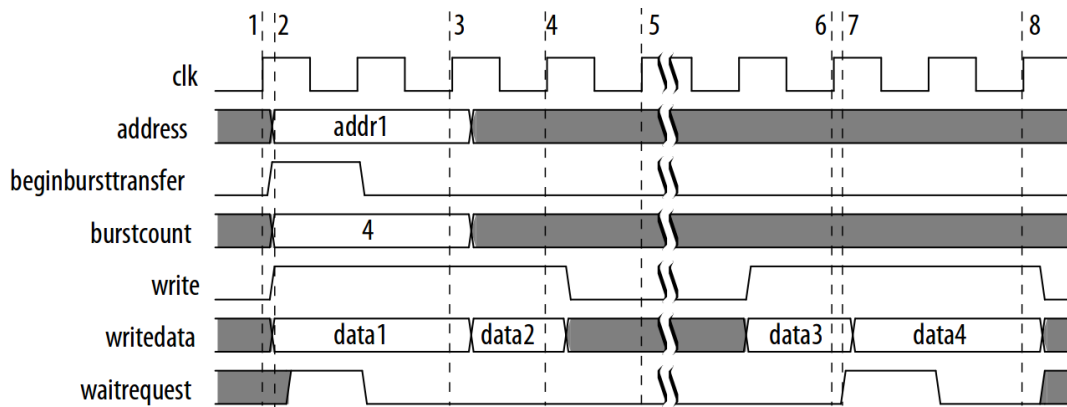 1 2 3 4 5 6 7 8
clk
address addr1
beginbursttransfer
burstcount 4
write
writedata data1 data2 data3 data4
waitrequest